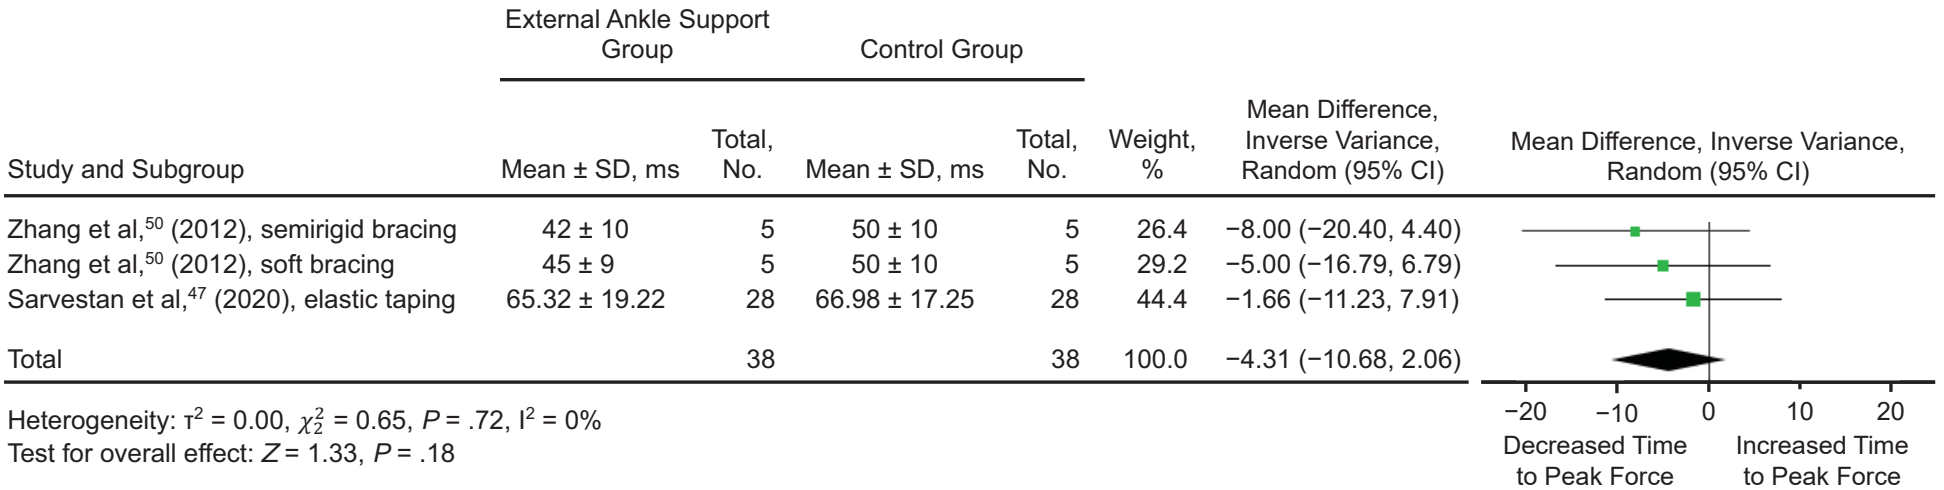 External Ankle Support
Group
Control Group
Study and Subgroup
Mean ± SD, ms
Total,
No.
Mean ± SD, ms
Total,
No.
Weight,
%
Mean Difference,
Inverse Variance,
Random (95% CI)
Mean Difference, Inverse Variance,
Random (95% CI)
Zhang et al,⁵⁰ (2012), semirigid bracing 42 ± 10 5 50 ± 10 5 26.4 −8.00 (−20.40, 4.40)
Zhang et al,⁵⁰ (2012), soft bracing 45 ± 9 5 50 ± 10 5 29.2 −5.00 (−16.79, 6.79)
Sarvestan et al,⁴⁷ (2020), elastic taping 65.32 ± 19.22 28 66.98 ± 17.25 28 44.4 −1.66 (−11.23, 7.91)
Total 38 38 100.0 −4.31 (−10.68, 2.06)
Heterogeneity: τ² = 0.00, χ²₂ = 0.65, P = .72, I² = 0%
Test for overall effect: Z = 1.33, P = .18
−20 −10 0 10 20
Decreased Time
to Peak Force
Increased Time
to Peak Force